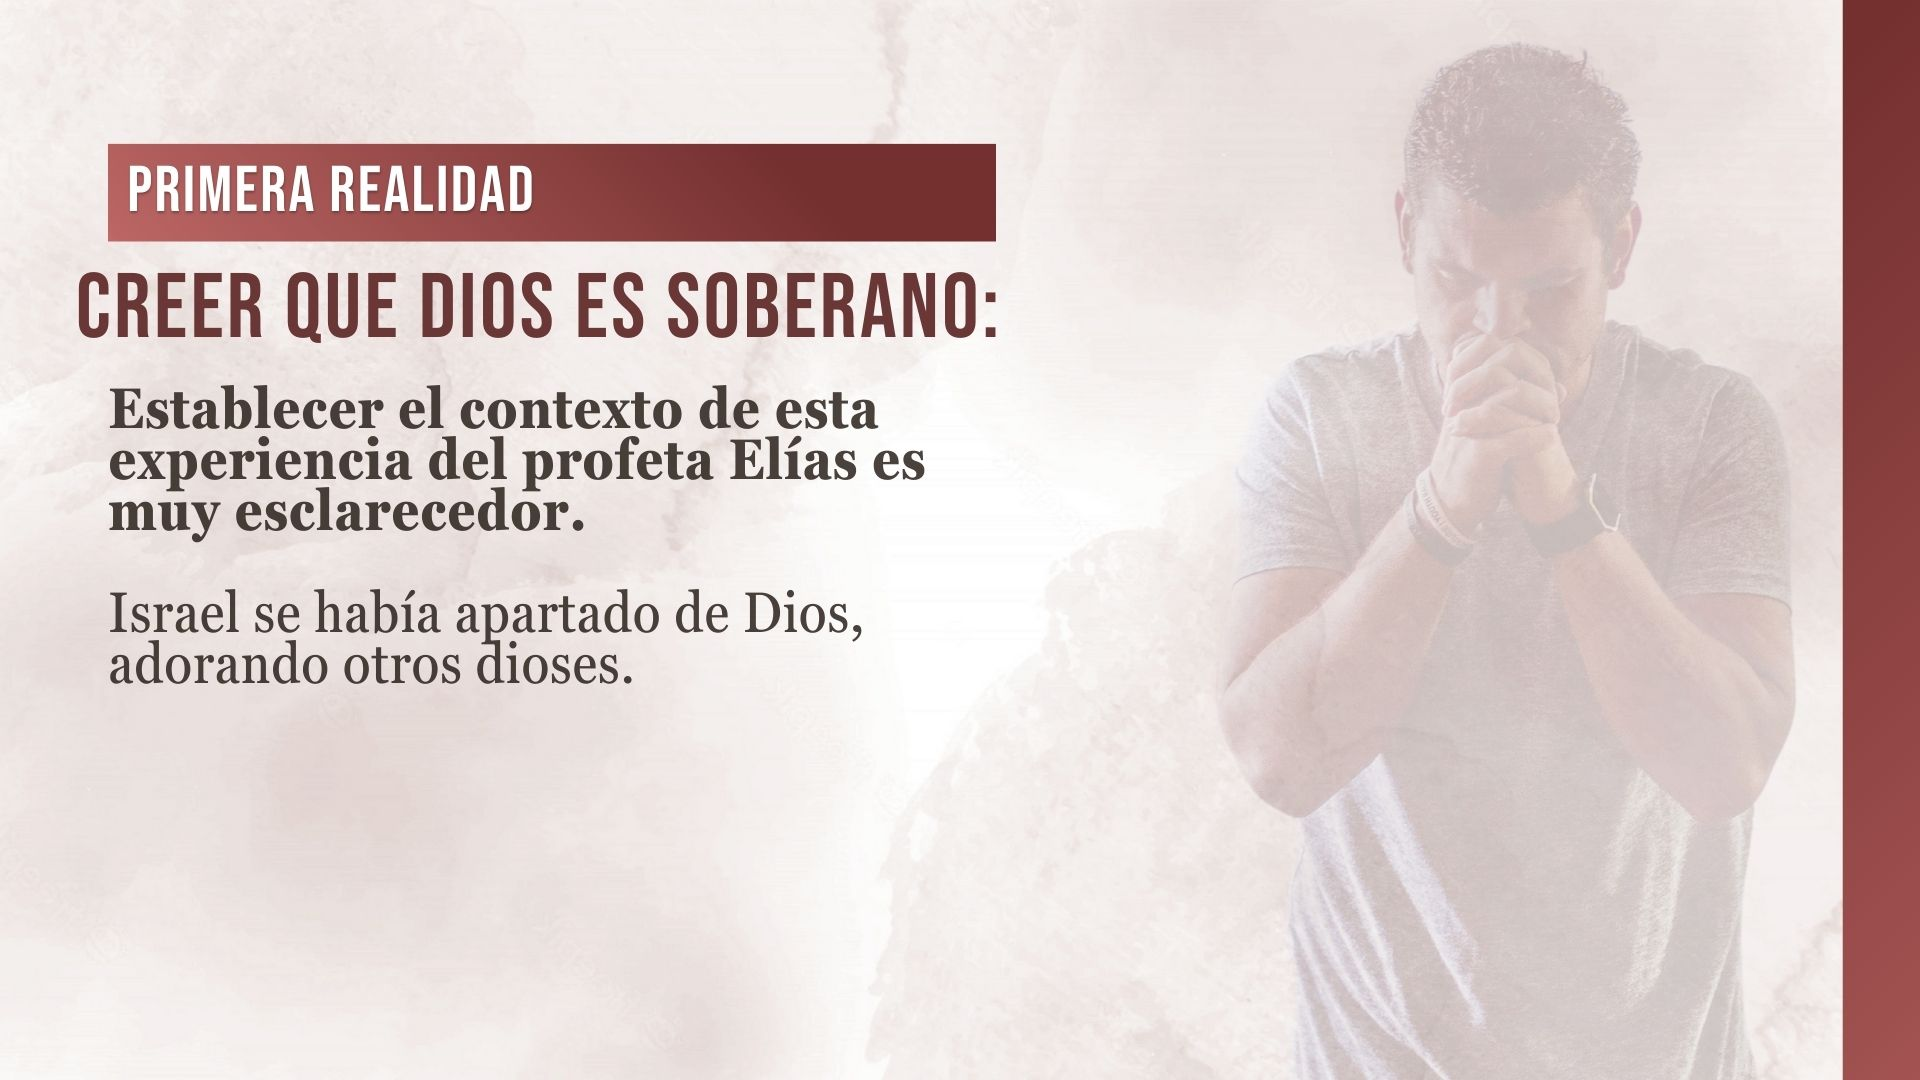 PRIMERA REALIDAD
CREER QUE DIOS ES SOBERANO:
Establecer el contexto de esta
experiencia del profeta Elías es
muy esclarecedor.
Israel se había apartado de Dios,
adorando otros dioses.